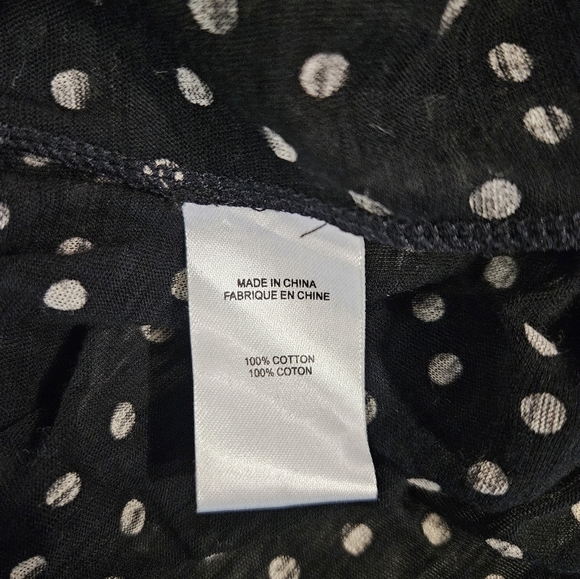 MADE IN CHINA
FABRIQUE EN CHINE
100% COTTON
100% COTON